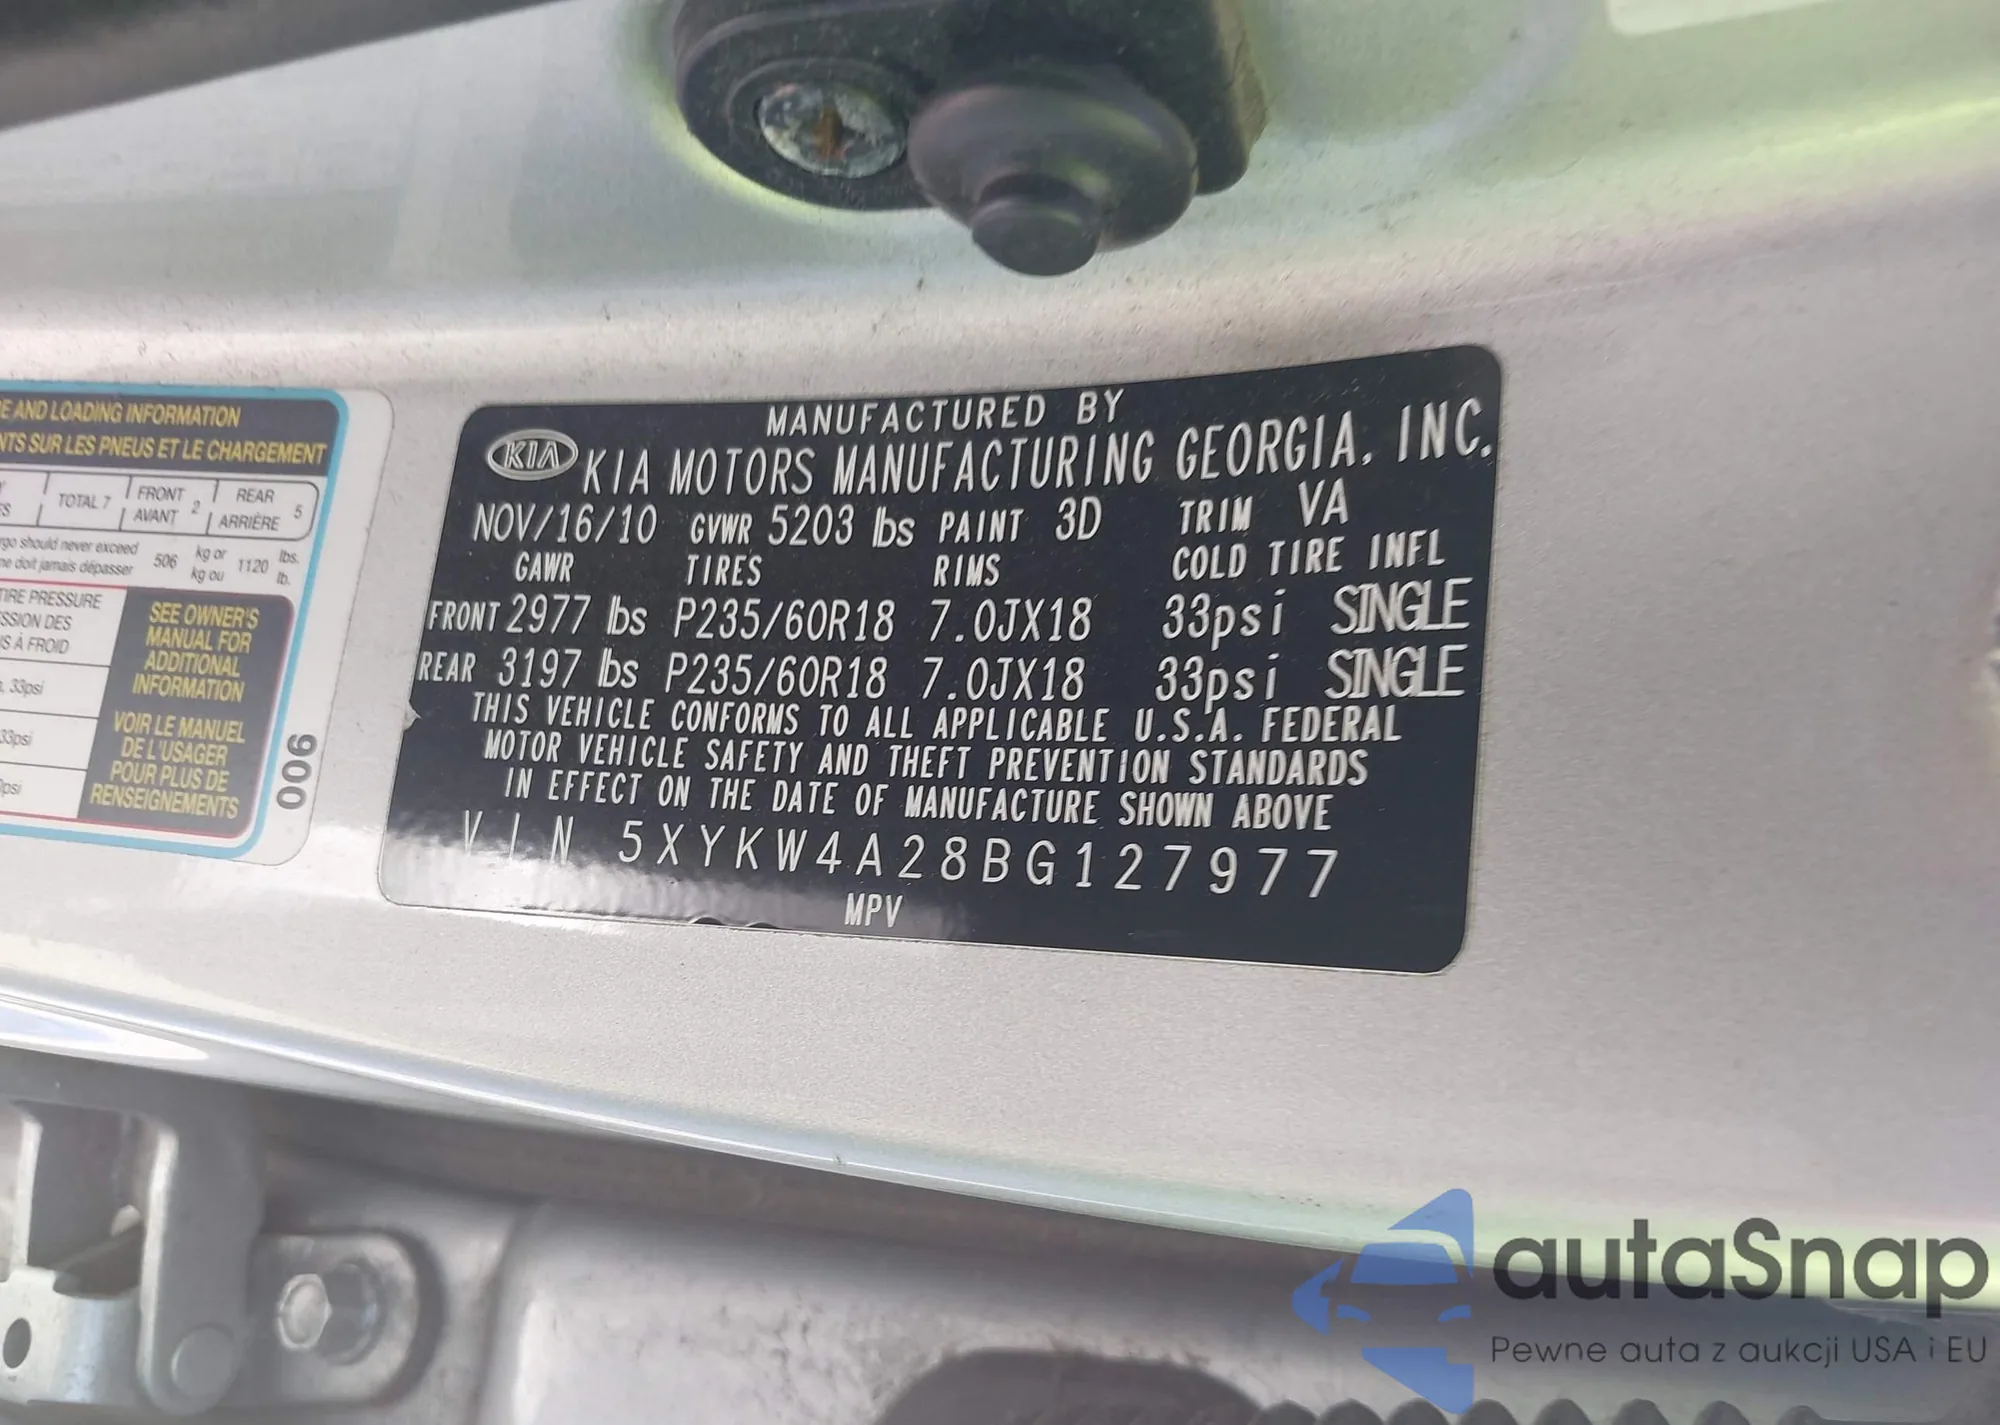 E AND LOADING INFORMATION
NTS SUR LES PNEUS ET LE CHARGEMENT
TOTAL 7 FRONT AVANT 2 REAR ARRIÈRE 5
rgo should never exceed 506 kg or 1120 lbs.
ne doit jamais dépasser kg ou lb.
TIRE PRESSURE
SSION DES
S À FROID
33psi
33psi
0psi
SEE OWNER'S
MANUAL FOR
ADDITIONAL
INFORMATION
VOIR LE MANUEL
DE L'USAGER
POUR PLUS DE
RENSEIGNEMENTS
006
MANUFACTURED BY
KIA KIA MOTORS MANUFACTURING GEORGIA, INC.
NOV/16/10 GVWR 5203 lbs PAINT 3D TRIM VA
GAWR TIRES RIMS COLD TIRE INFL
FRONT 2977 lbs P235/60R18 7.0JX18 33psi SINGLE
REAR 3197 lbs P235/60R18 7.0JX18 33psi SINGLE
THIS VEHICLE CONFORMS TO ALL APPLICABLE U.S.A. FEDERAL
MOTOR VEHICLE SAFETY AND THEFT PREVENTION STANDARDS
IN EFFECT ON THE DATE OF MANUFACTURE SHOWN ABOVE
VIN 5XYKW4A28BG127977
MPV
autaSnap
Pewne auta z aukcji USA i EU